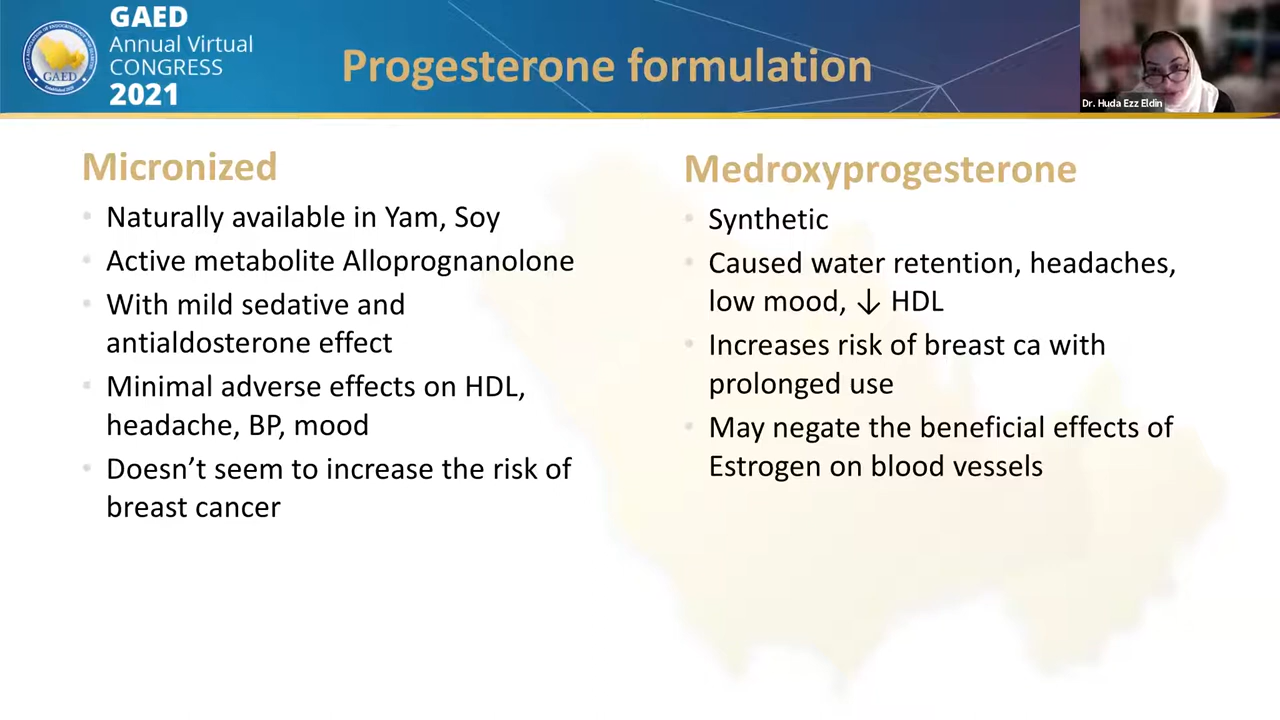 GAED
Annual Virtual
CONGRESS
2021
GAED
Progesterone formulation
Dr. Huda Ezz Eldin
Micronized
Naturally available in Yam, Soy
Active metabolite Alloprognanolone
With mild sedative and
antialdosterone effect
Minimal adverse effects on HDL,
headache, BP, mood
Doesn’t seem to increase the risk of
breast cancer
Medroxyprogesterone
Synthetic
Caused water retention, headaches,
low mood, ↓ HDL
Increases risk of breast ca with
prolonged use
May negate the beneficial effects of
Estrogen on blood vessels